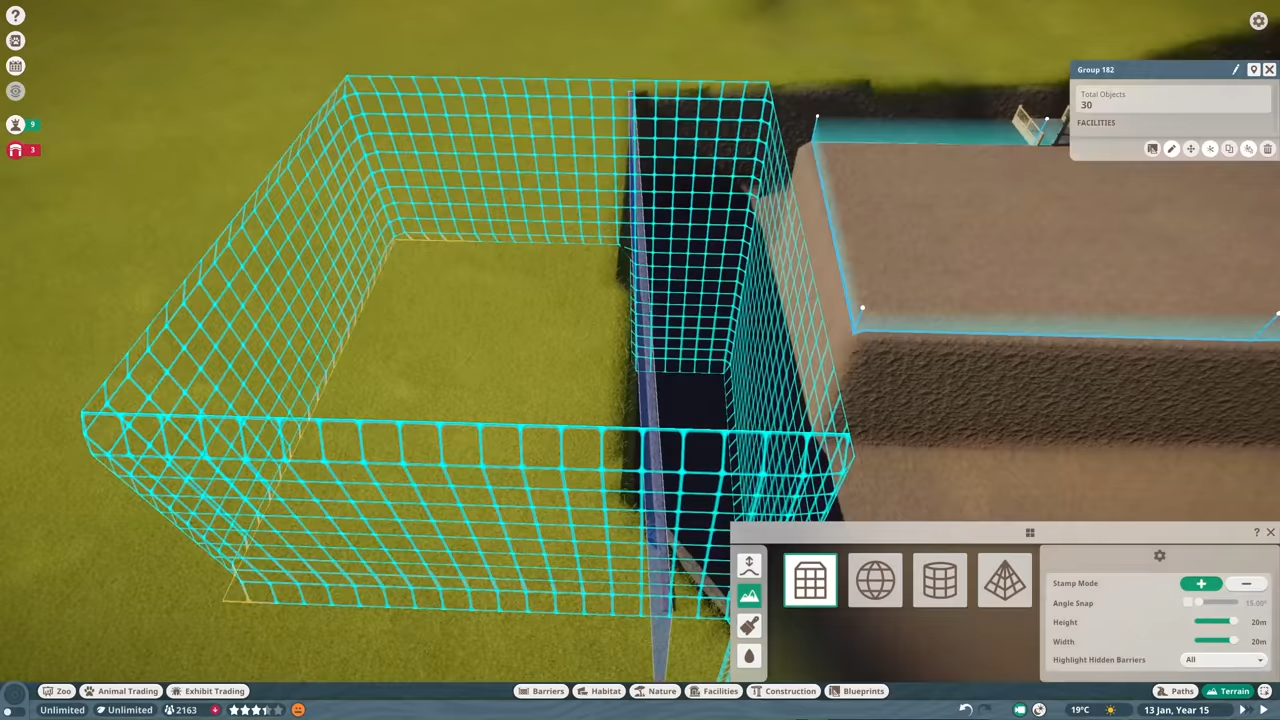 ?
9
3
Group 182
Total Objects
30
FACILITIES
? ×
Stamp Mode + −
Angle Snap 15.00°
Height 20m
Width 20m
Highlight Hidden Barriers All
Zoo Animal Trading Exhibit Trading Barriers Habitat Nature Facilities Construction Blueprints Paths Terrain
Unlimited Unlimited 2163 19°C 13 Jan, Year 15